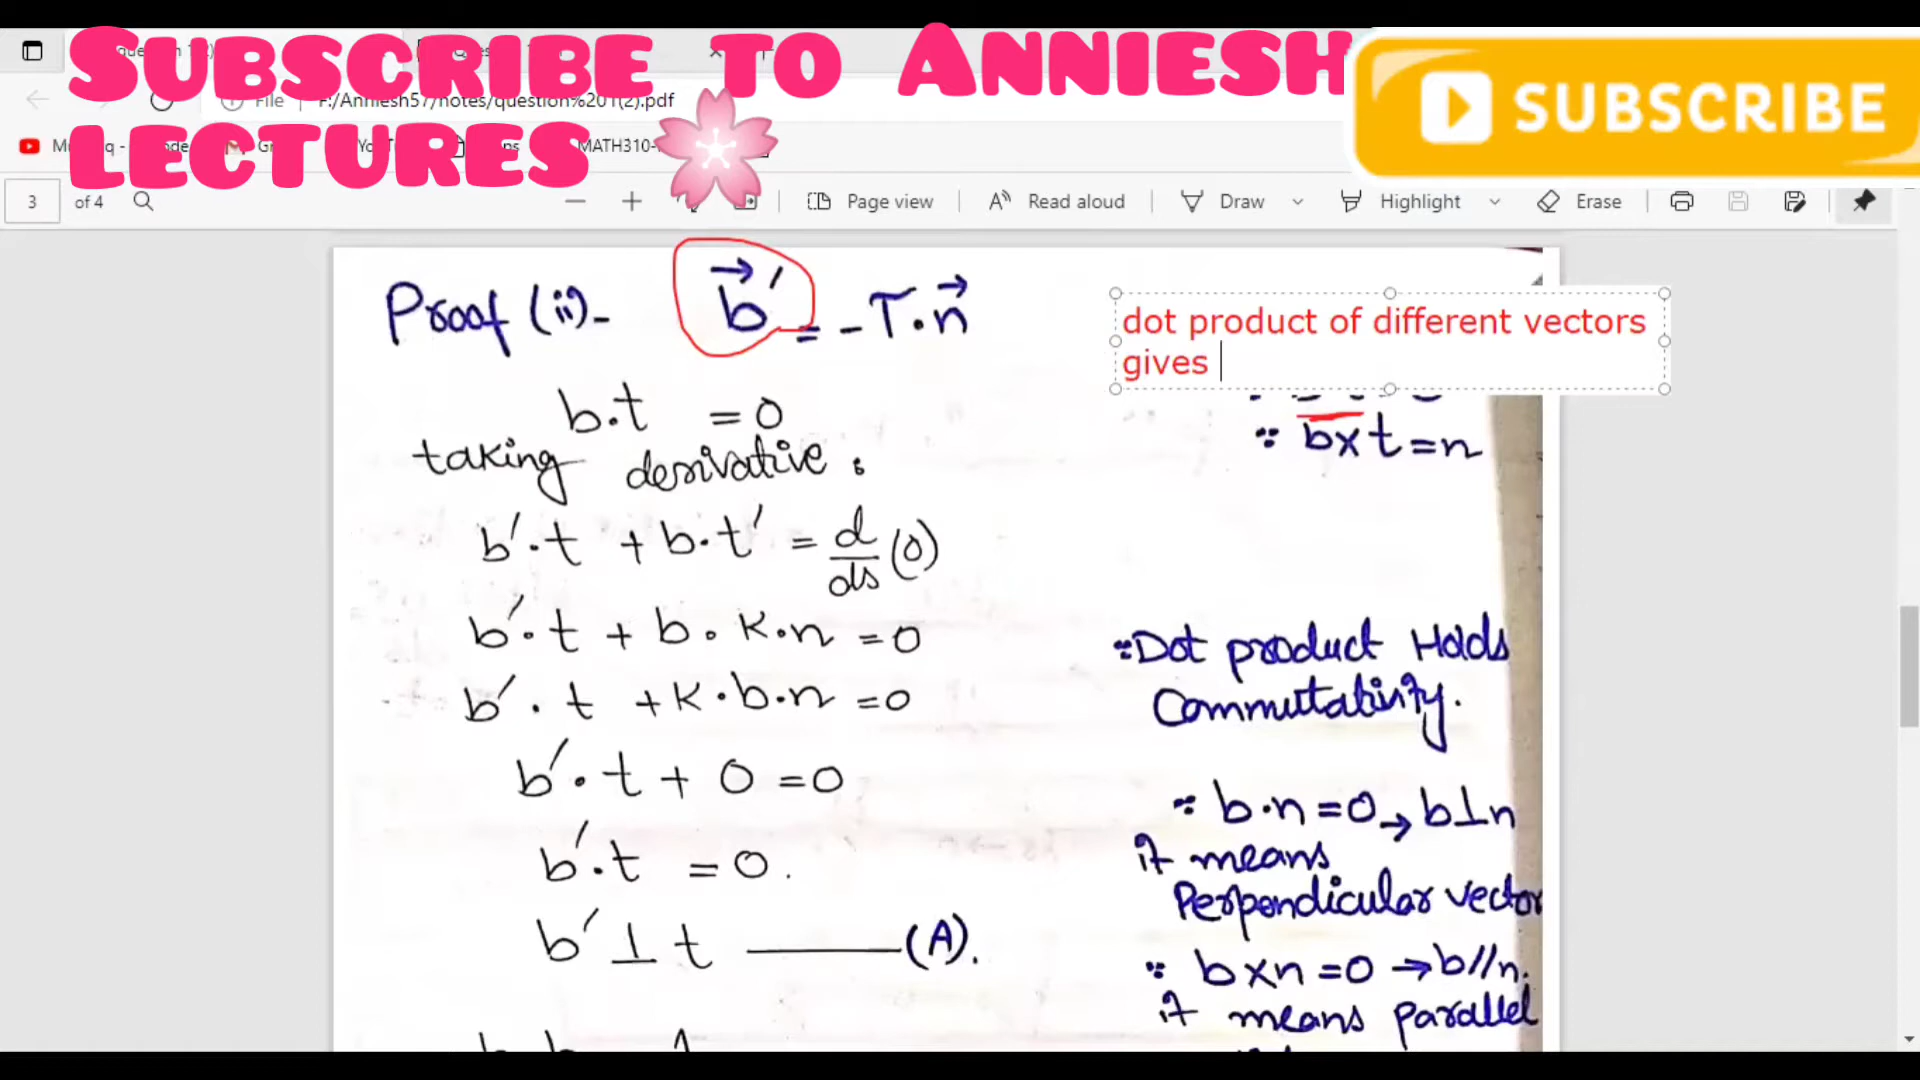 SUBSCRIBE TO ANNIESH
LECTURES
SUBSCRIBE
File
F:/Anniesh57/notes/question%201(2).pdf
MATH310-
3 of 4
Page view
Read aloud
Draw
Highlight
Erase
Proof (ii)- b⃗′ = -T.n⃗
dot product of different vectors
gives
b.t = 0
∵ b×t=n
taking derivative:
b′.t + b.t′ = d/ds (0)
b′.t + b.K.n =0
∵Dot product Holds
b′.t +K.b.n =0
Commutativity.
b′.t + 0 =0
∵ b.n=0→b⊥n
it means
b′.t =0.
Perpendicular vector
b′ ⊥ t ———(A).
∵ b×n=0 →b//n.
it means parallel